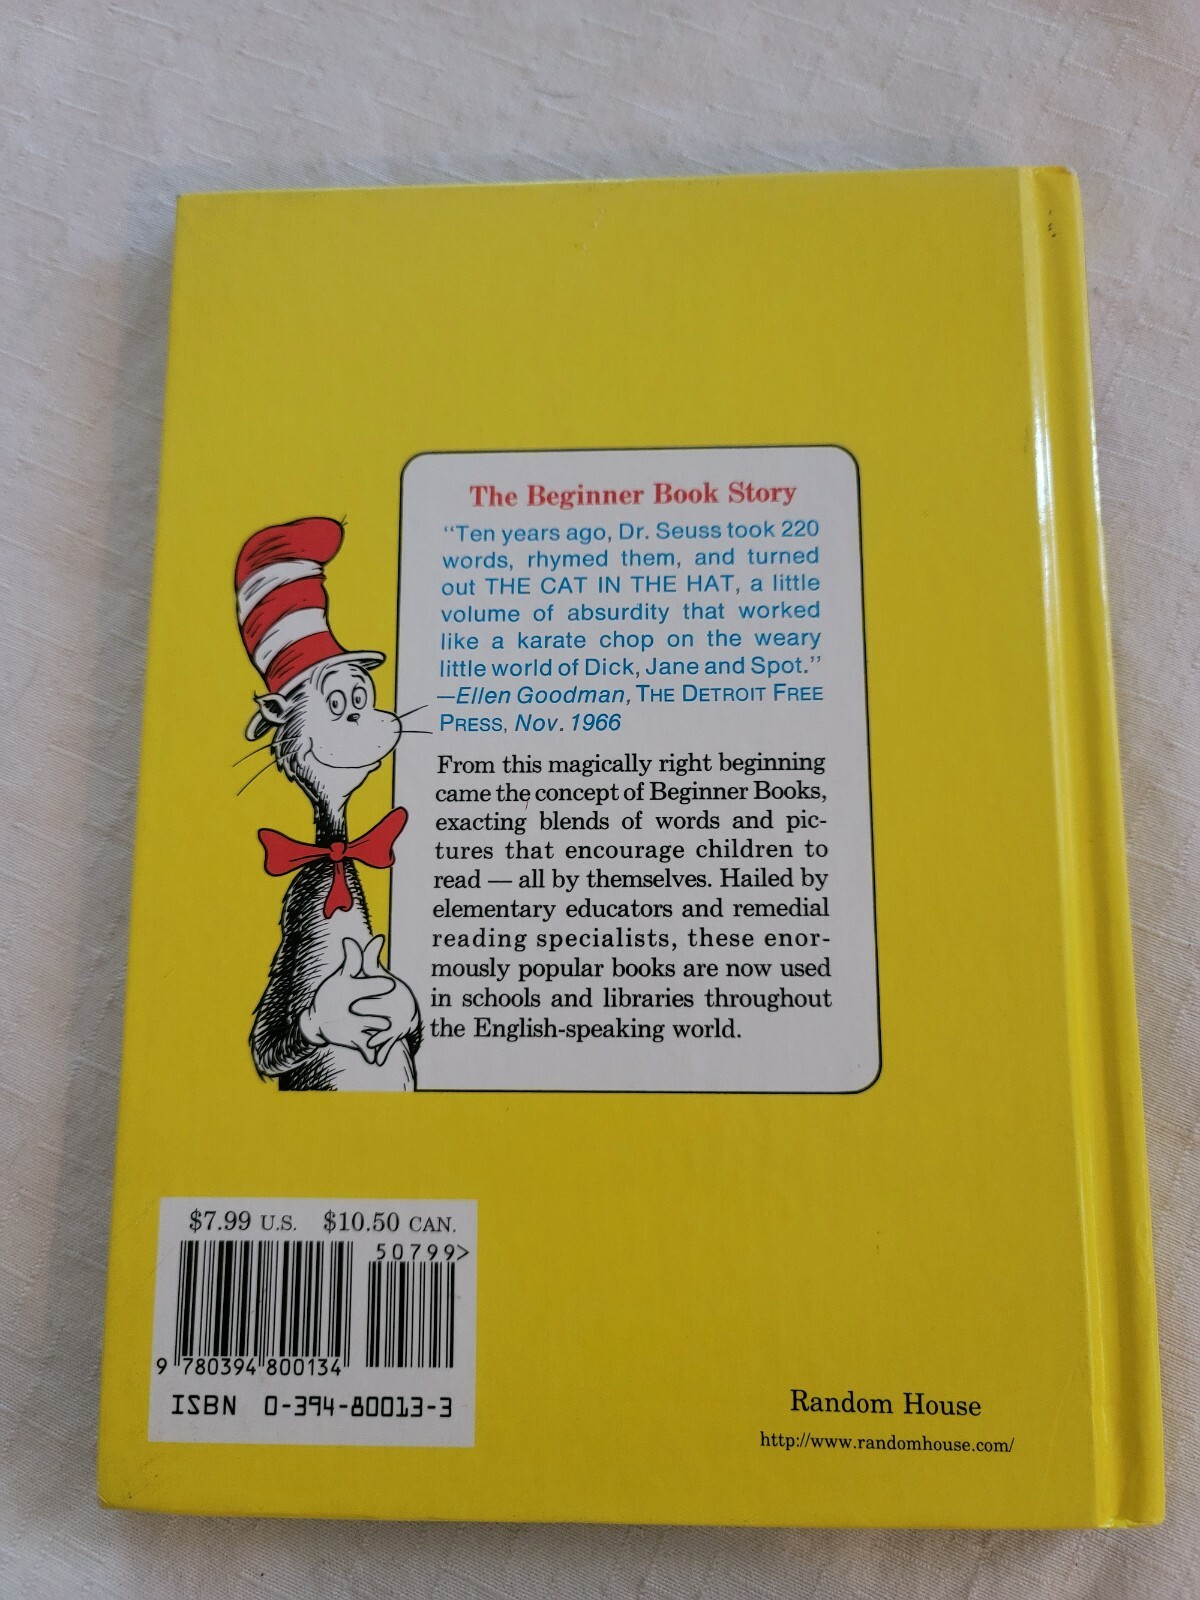 The Beginner Book Story
“Ten years ago, Dr. Seuss took 220
words, rhymed them, and turned
out THE CAT IN THE HAT, a little
volume of absurdity that worked
like a karate chop on the weary
little world of Dick, Jane and Spot.”
—Ellen Goodman, THE DETROIT FREE
PRESS, Nov. 1966
From this magically right beginning
came the concept of Beginner Books,
exacting blends of words and pic-
tures that encourage children to
read — all by themselves. Hailed by
elementary educators and remedial
reading specialists, these enor-
mously popular books are now used
in schools and libraries throughout
the English-speaking world.
$7.99 U.S. $10.50 CAN.
50799>
9 780394 800134
ISBN 0-394-80013-3
Random House
http://www.randomhouse.com/